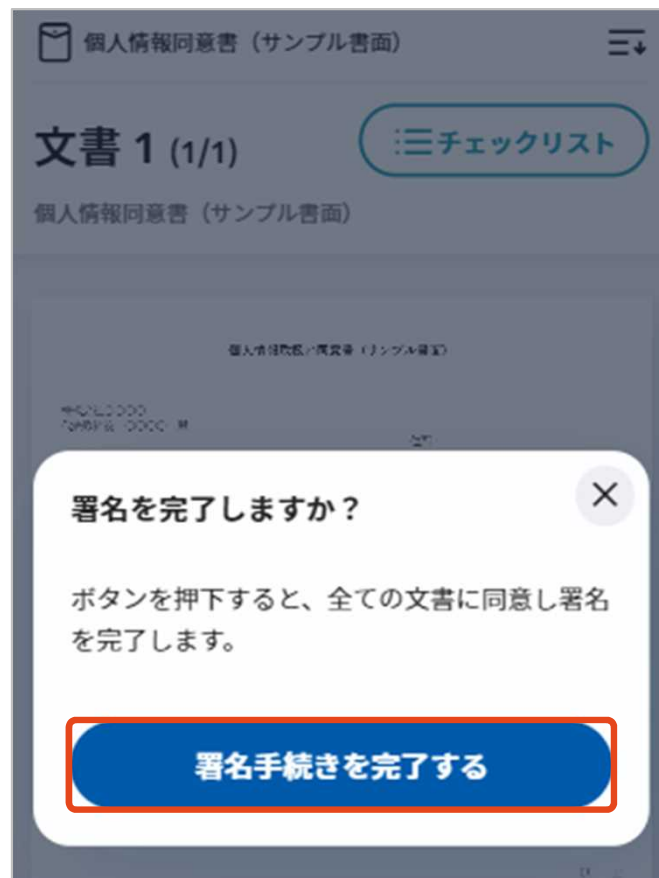 個人情報同意書（サンプル書面）
文書 1 (1/1)
チェックリスト
個人情報同意書（サンプル書面）
署名を完了しますか？
ボタンを押下すると、全ての文書に同意し署名
を完了します。
署名手続きを完了する